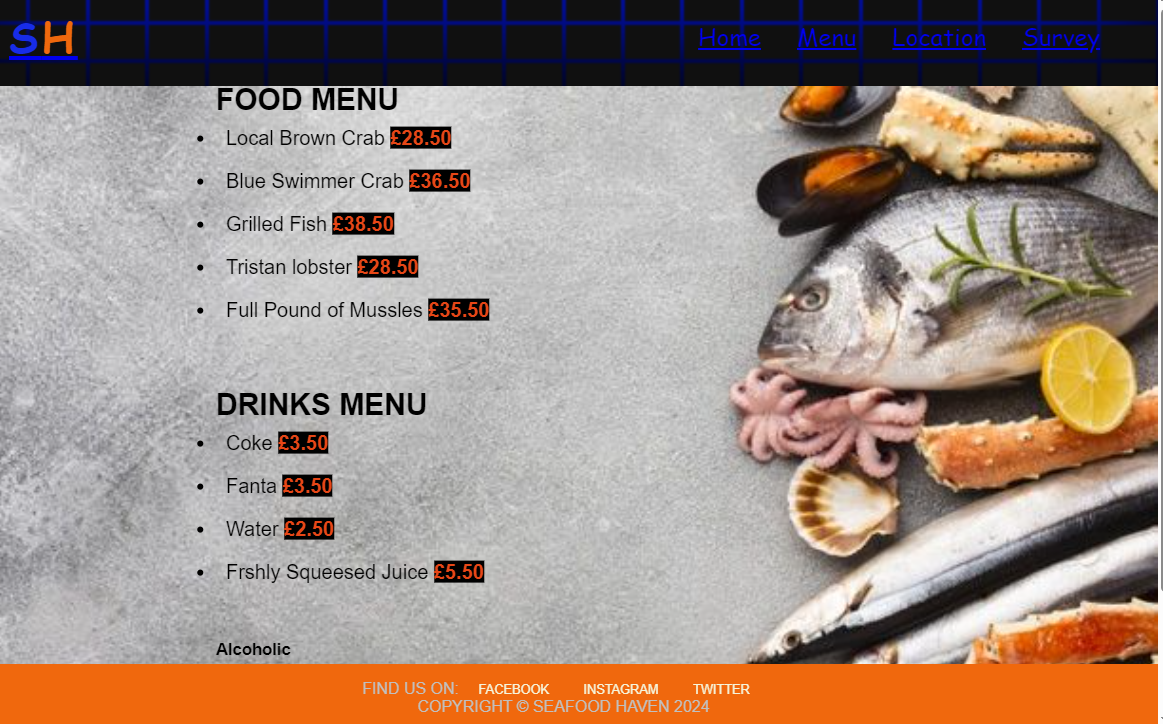 SH
Home Menu Location Survey
FOOD MENU
Local Brown Crab £28.50
Blue Swimmer Crab £36.50
Grilled Fish £38.50
Tristan lobster £28.50
Full Pound of Mussles £35.50
DRINKS MENU
Coke £3.50
Fanta £3.50
Water £2.50
Frshly Squeesed Juice £5.50
Alcoholic
FIND US ON: FACEBOOK INSTAGRAM TWITTER
COPYRIGHT © SEAFOOD HAVEN 2024